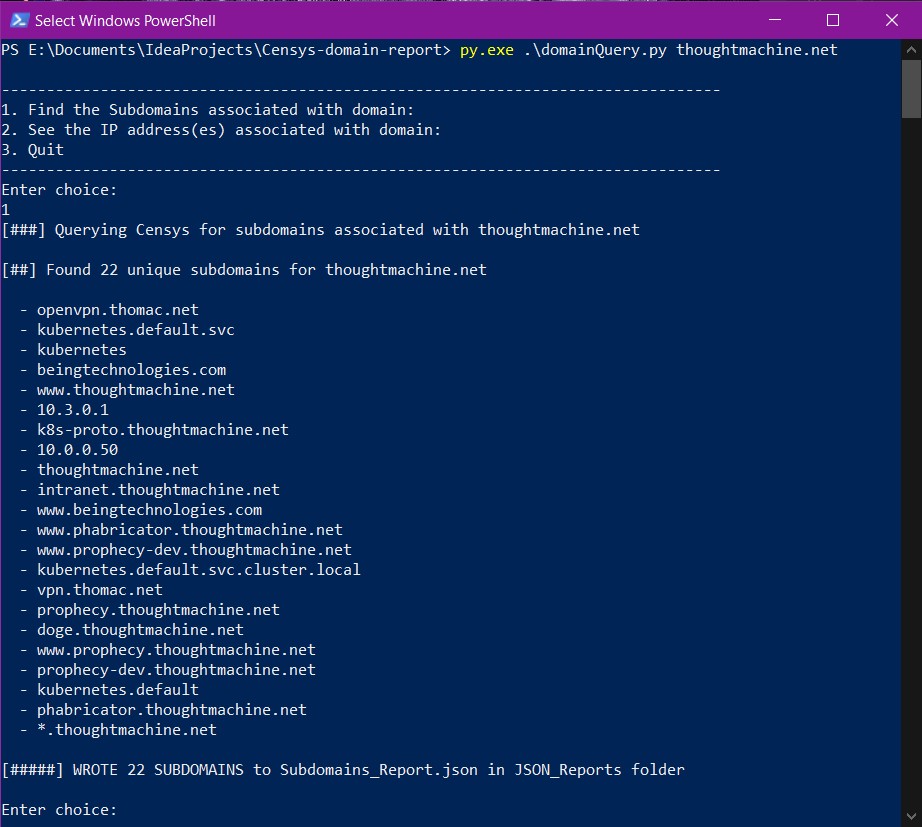 Select Windows PowerShell
PS E:\Documents\IdeaProjects\Censys-domain-report> py.exe .\domainQuery.py thoughtmachine.net
--------------------------------------------------------------------------------
1. Find the Subdomains associated with domain:
2. See the IP address(es) associated with domain:
3. Quit
--------------------------------------------------------------------------------
Enter choice:
1
[###] Querying Censys for subdomains associated with thoughtmachine.net
[##] Found 22 unique subdomains for thoughtmachine.net
- openvpn.thomac.net
- kubernetes.default.svc
- kubernetes
- beingtechnologies.com
- www.thoughtmachine.net
- 10.3.0.1
- k8s-proto.thoughtmachine.net
- 10.0.0.50
- thoughtmachine.net
- intranet.thoughtmachine.net
- www.beingtechnologies.com
- www.phabricator.thoughtmachine.net
- www.prophecy-dev.thoughtmachine.net
- kubernetes.default.svc.cluster.local
- vpn.thomac.net
- prophecy.thoughtmachine.net
- doge.thoughtmachine.net
- www.prophecy.thoughtmachine.net
- prophecy-dev.thoughtmachine.net
- kubernetes.default
- phabricator.thoughtmachine.net
- *.thoughtmachine.net
[#####] WROTE 22 SUBDOMAINS to Subdomains_Report.json in JSON_Reports folder
Enter choice: